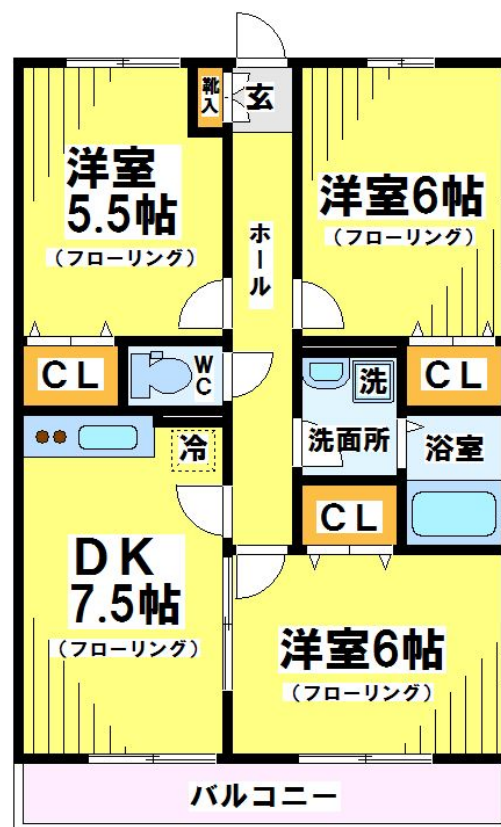 靴入
玄
洋室
5.5帖
(フローリング)
洋室6帖
(フローリング)
ホール
CL
WC
洗
CL
洗面所
浴室
冷
CL
DK
7.5帖
(フローリング)
洋室6帖
(フローリング)
バルコニー